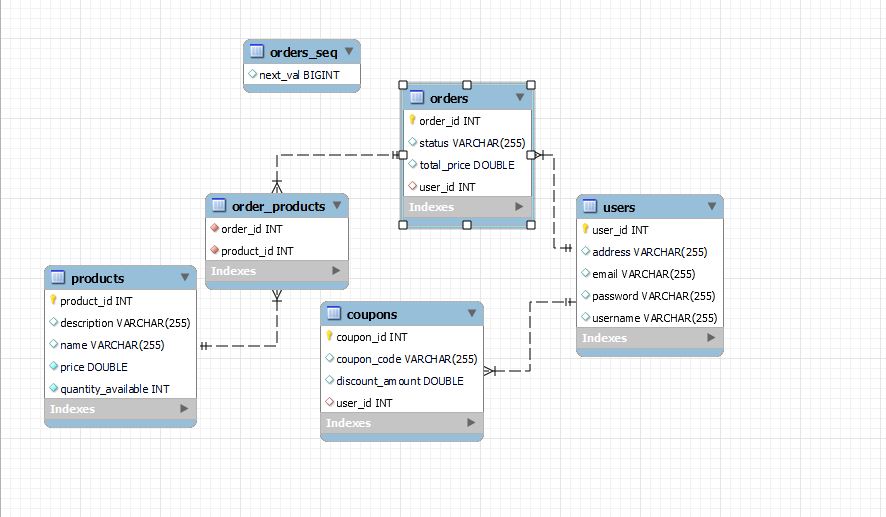 orders_seq
next_val BIGINT
orders
order_id INT
status VARCHAR(255)
total_price DOUBLE
user_id INT
Indexes
order_products
order_id INT
product_id INT
Indexes
users
user_id INT
address VARCHAR(255)
email VARCHAR(255)
password VARCHAR(255)
username VARCHAR(255)
Indexes
products
product_id INT
description VARCHAR(255)
name VARCHAR(255)
price DOUBLE
quantity_available INT
Indexes
coupons
coupon_id INT
coupon_code VARCHAR(255)
discount_amount DOUBLE
user_id INT
Indexes